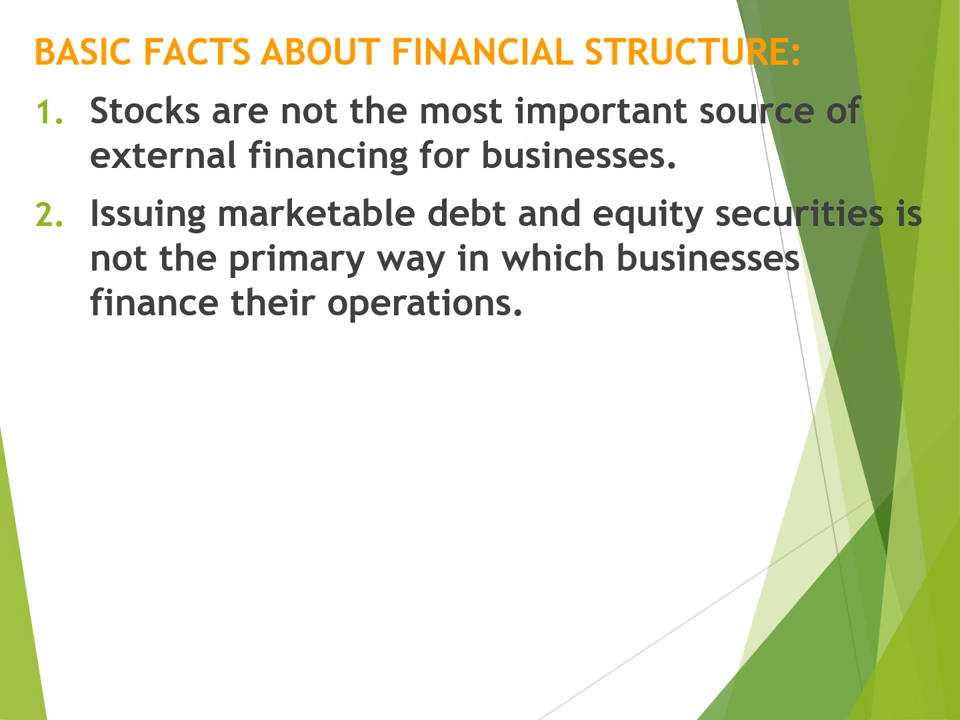 BASIC FACTS ABOUT FINANCIAL STRUCTURE:
1. Stocks are not the most important source of
external financing for businesses.
2. Issuing marketable debt and equity securities is
not the primary way in which businesses
finance their operations.